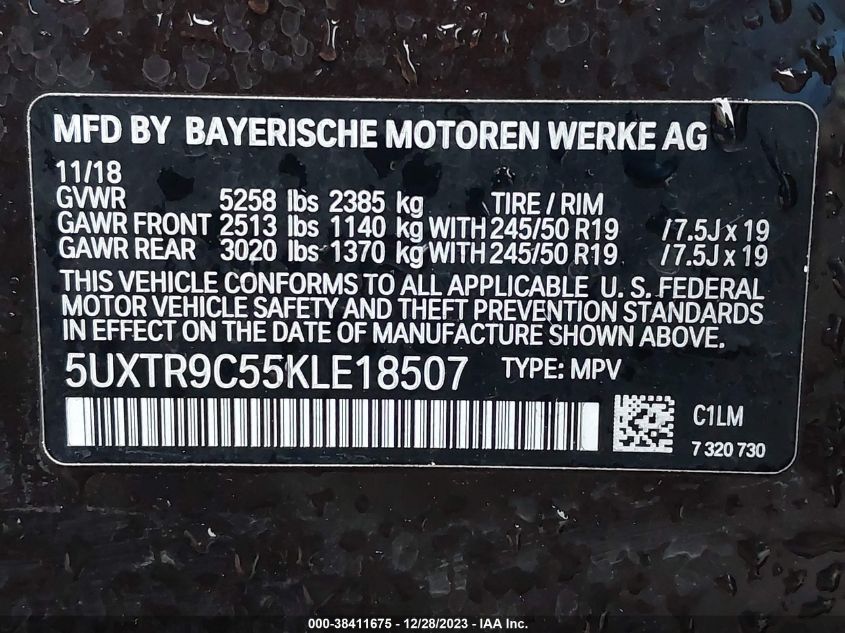 MFD BY BAYERISCHE MOTOREN WERKE AG
11/18
GVWR 5258 lbs 2385 kg TIRE / RIM
GAWR FRONT 2513 lbs 1140 kg WITH 245/50 R19 /7.5J x 19
GAWR REAR 3020 lbs 1370 kg WITH 245/50 R19 /7.5J x 19
THIS VEHICLE CONFORMS TO ALL APPLICABLE U. S. FEDERAL
MOTOR VEHICLE SAFETY AND THEFT PREVENTION STANDARDS
IN EFFECT ON THE DATE OF MANUFACTURE SHOWN ABOVE.
5UXTR9C55KLE18507 TYPE: MPV
C1LM
7 320 730
000-38411675 - 12/28/2023 - IAA Inc.